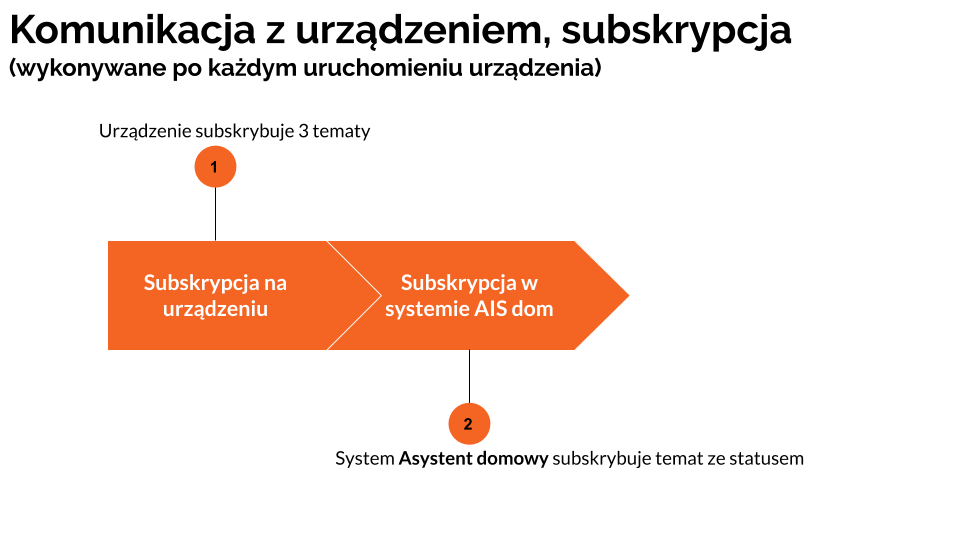 Komunikacja z urządzeniem, subskrypcja
(wykonywane po każdym uruchomieniu urządzenia)
Urządzenie subskrybuje 3 tematy
1
Subskrypcja na
urządzeniu
Subskrypcja w
systemie AIS dom
2
System Asystent domowy subskrybuje temat ze statusem